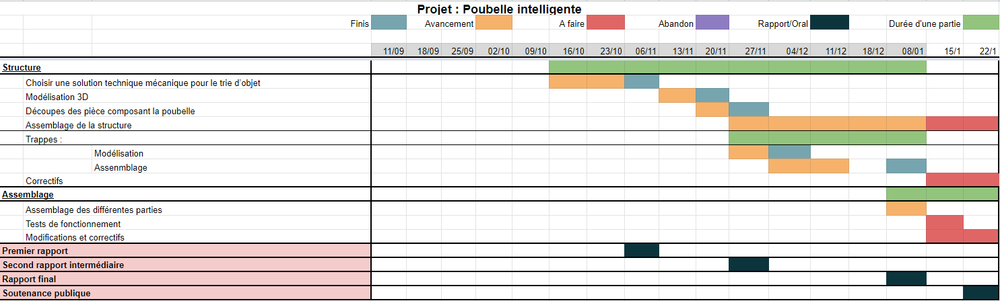 Projet : Poubelle intelligente
Finis Avancement A faire Abandon Rapport/Oral Durée d'une partie
11/09 18/09 25/09 02/10 09/10 16/10 23/10 06/11 13/11 20/11 27/11 04/12 11/12 18/12 08/01 15/1 22/1
Structure
Choisir une solution technique mécanique pour le trie d'objet
Modélisation 3D
Découpes des pièce composant la poubelle
Assemblage de la structure
Trappes :
Modélisation
Assenmblage
Correctifs
Assemblage
Assemblage des différentes parties
Tests de fonctionnement
Modifications et correctifs
Premier rapport
Second rapport intermédiaire
Rapport final
Soutenance publique